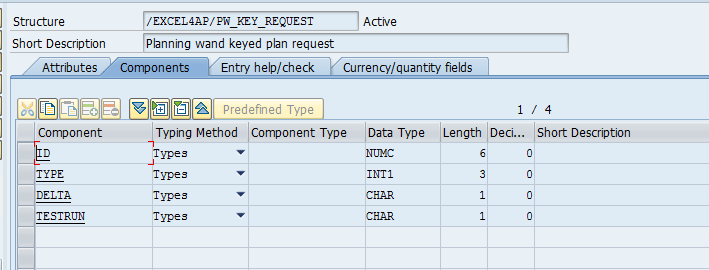 Structure /EXCEL4AP/PW_KEY_REQUEST Active
Short Description Planning wand keyed plan request
Attributes Components Entry help/check Currency/quantity fields
Predefined Type 1 / 4
Component Typing Method Component Type Data Type Length Deci... Short Description
ID Types NUMC 6 0
TYPE Types INT1 3 0
DELTA Types CHAR 1 0
TESTRUN Types CHAR 1 0